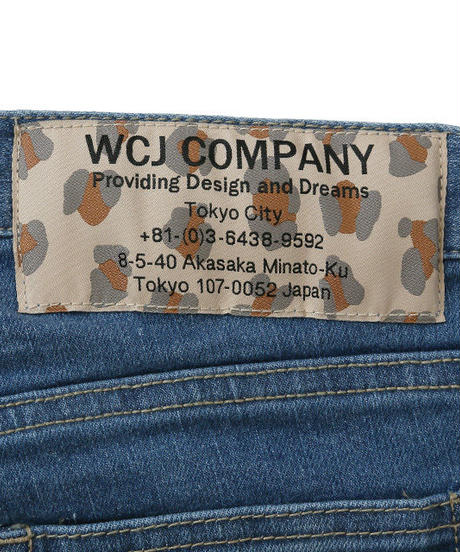 WCJ COMPANY
Providing Design and Dreams
Tokyo City
+81-(0)3-6438-9592
8-5-40 Akasaka Minato-Ku
Tokyo 107-0052 Japan